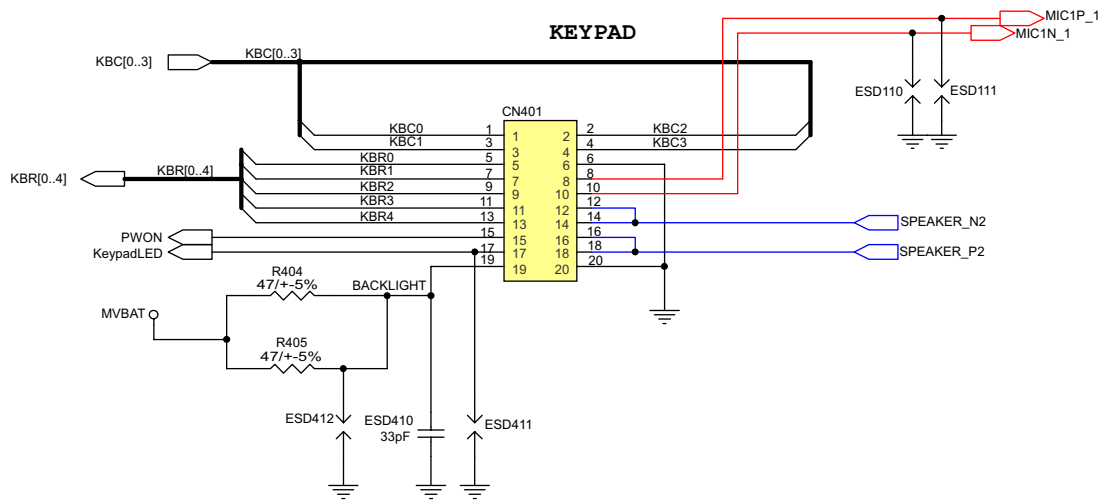 MIC1P_1
KEYPAD
MIC1N_1
KBC[0..3]
KBC[0..3]
ESD110
ESD111
CN401
KBC0 1 1 2 2 KBC2
KBC1 3 3 4 4 KBC3
KBR0 5 5 6 6
KBR[0..4]
KBR[0..4]
KBR1 7 7 8 8
KBR2 9 9 10 10
KBR3 11 11 12 12
KBR4 13 13 14 14 SPEAKER_N2
PWON 15 15 16 16
KeypadLED 17 17 18 18 SPEAKER_P2
19 19 20 20
R404
47/+-5%
BACKLIGHT
MVBAT
R405
47/+-5%
ESD412
ESD410
33pF
ESD411